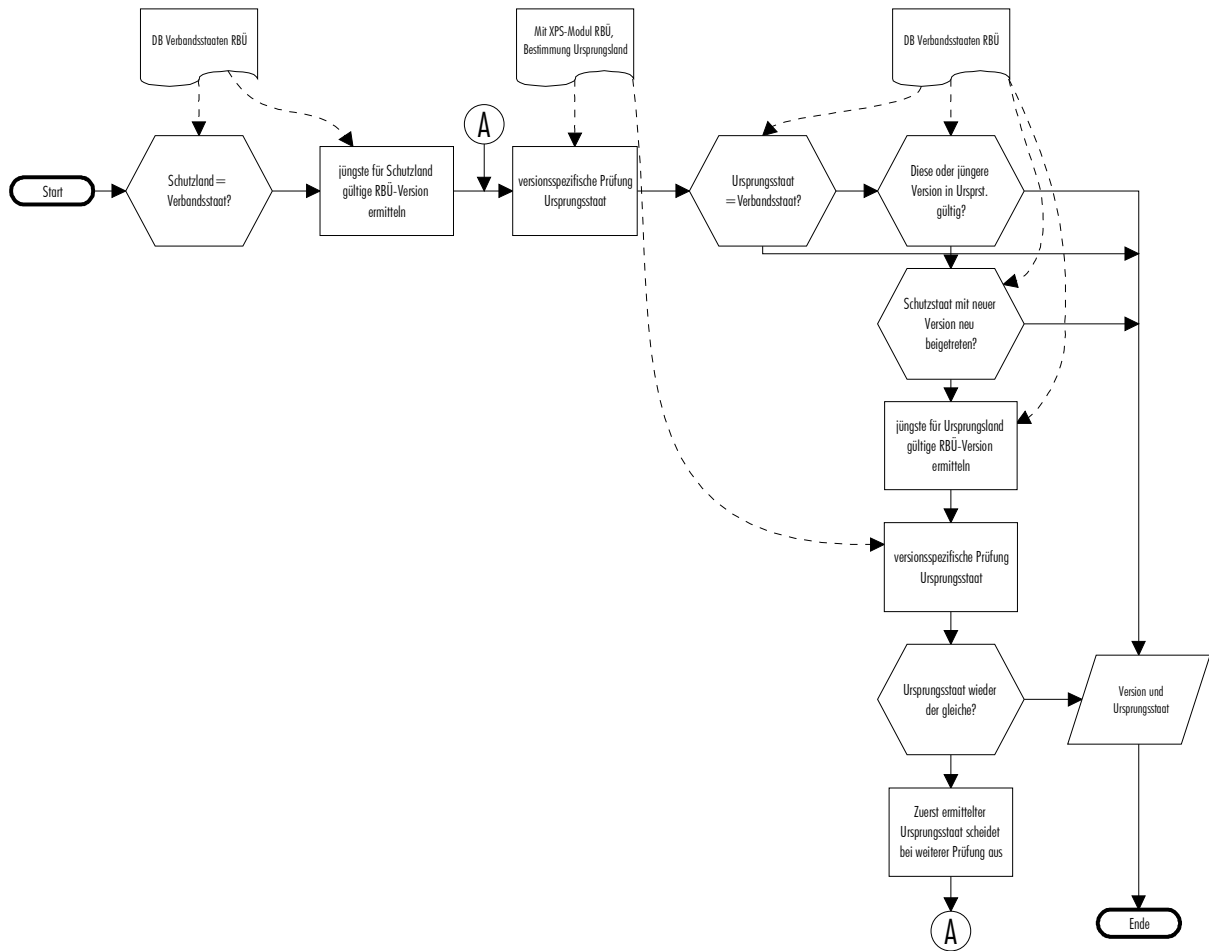 DB Verbandsstaaten RBÜ
Mit XPS-Modul RBÜ,
Bestimmung Ursprungsland
DB Verbandsstaaten RBÜ
A
Start
Schutzland=
Verbandsstaat?
jüngste für Schutzland
gültige RBÜ-Version
ermitteln
versionsspezifische Prüfung
Ursprungsstaat
Ursprungsstaat
=Verbandsstaat?
Diese oder jüngere
Version in Ursprst.
gültig?
Schutzstaat mit neuer
Version neu
beigetreten?
jüngste für Ursprungsland
gültige RBÜ-Version
ermitteln
versionsspezifische Prüfung
Ursprungsstaat
Ursprungsstaat wieder
der gleiche?
Version und
Ursprungsstaat
Zuerst ermittelter
Ursprungsstaat scheidet
bei weiterer Prüfung aus
A
Ende